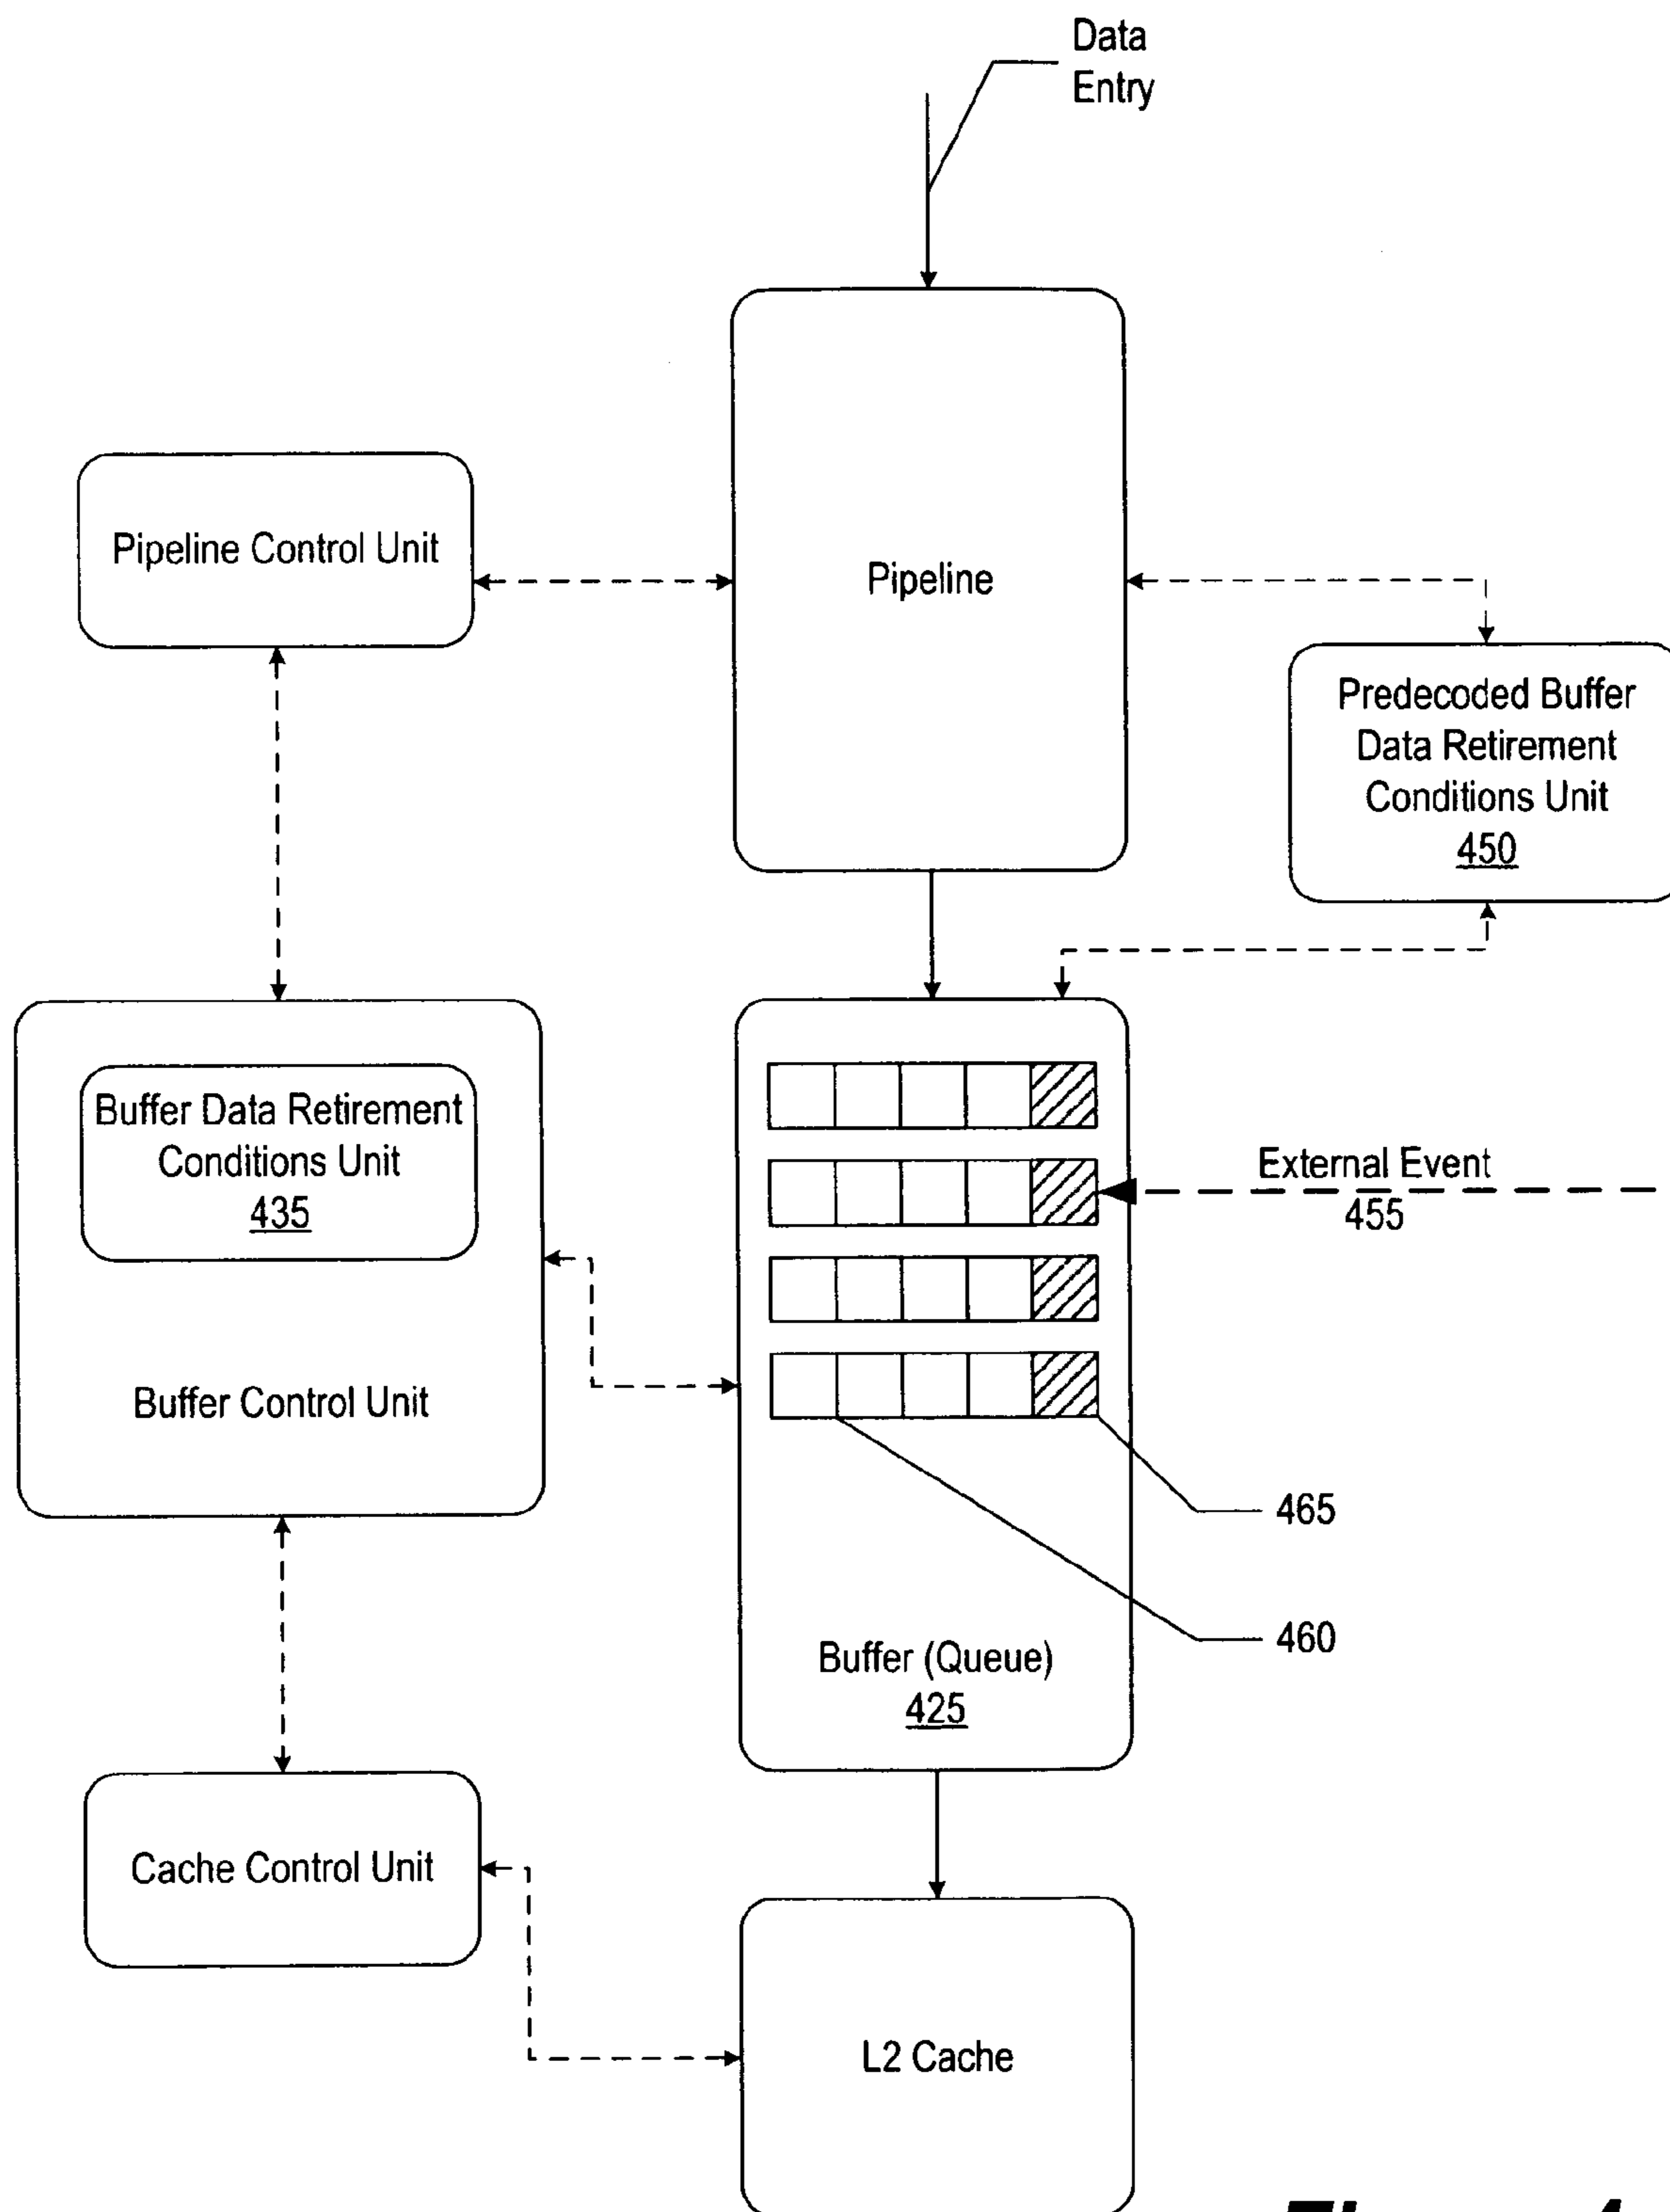 Data
Entry
Pipeline Control Unit
Pipeline
Predecoded Buffer
Data Retirement
Conditions Unit
450
Buffer Data Retirement
Conditions Unit
435
External Event
455
Buffer Control Unit
465
460
Buffer (Queue)
425
Cache Control Unit
L2 Cache